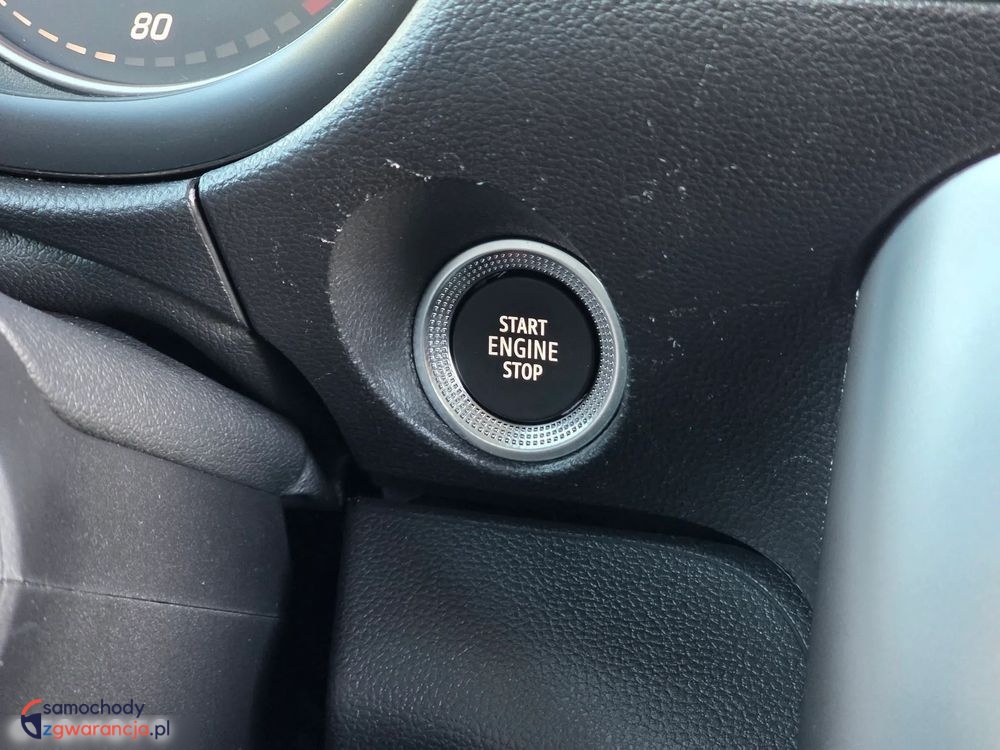 80
START
ENGINE
STOP
samochody
zgwarancja.pl